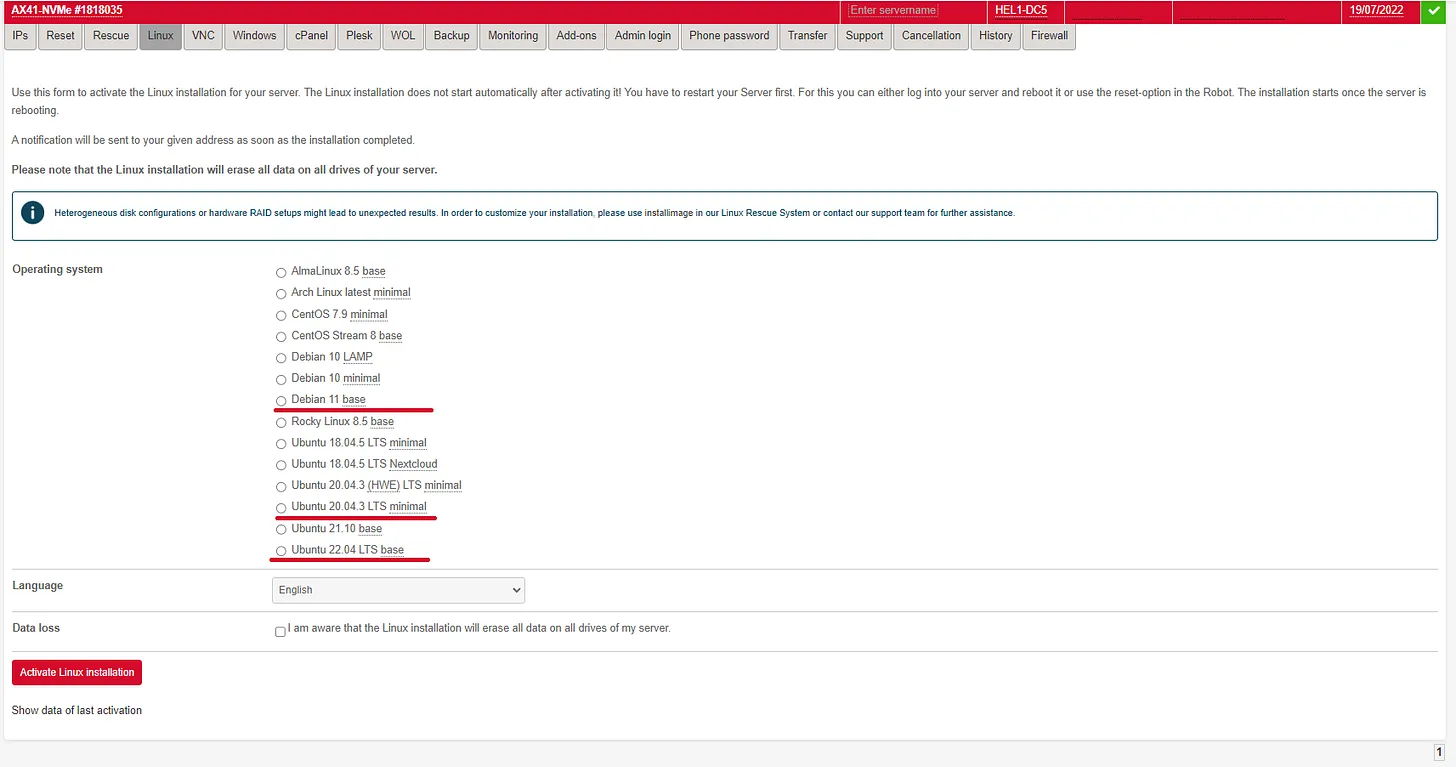 AX41-NVMe #1818035 Enter servername HEL1-DC5 19/07/2022
IPs Reset Rescue Linux VNC Windows cPanel Plesk WOL Backup Monitoring Add-ons Admin login Phone password Transfer Support Cancellation History Firewall
Use this form to activate the Linux installation for your server. The Linux installation does not start automatically after activating it! You have to restart your Server first. For this you can either log into your server and reboot it or use the reset-option in the Robot. The installation starts once the server is
rebooting.
A notification will be sent to your given address as soon as the installation completed.
Please note that the Linux installation will erase all data on all drives of your server.
Heterogeneous disk configurations or hardware RAID setups might lead to unexpected results. In order to customize your installation, please use installimage in our Linux Rescue System or contact our support team for further assistance.
Operating system
AlmaLinux 8.5 base
Arch Linux latest minimal
CentOS 7.9 minimal
CentOS Stream 8 base
Debian 10 LAMP
Debian 10 minimal
Debian 11 base
Rocky Linux 8.5 base
Ubuntu 18.04.5 LTS minimal
Ubuntu 18.04.5 LTS Nextcloud
Ubuntu 20.04.3 (HWE) LTS minimal
Ubuntu 20.04.3 LTS minimal
Ubuntu 21.10 base
Ubuntu 22.04 LTS base
Language English
Data loss I am aware that the Linux installation will erase all data on all drives of my server.
Activate Linux installation
Show data of last activation
1